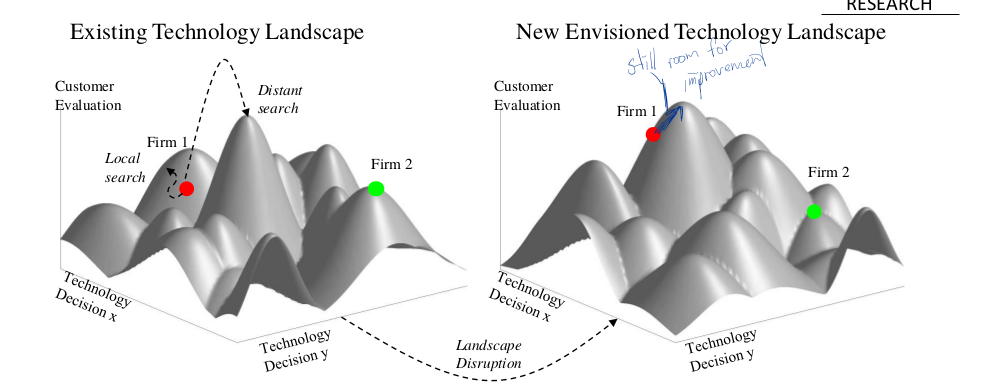 RESEARCH
Existing Technology Landscape
New Envisioned Technology Landscape
still room for
improvement
Customer
Evaluation
Distant
search
Firm 1
Local
search
Firm 2
Technology
Decision x
Technology
Decision y
Customer
Evaluation
Firm 1
Firm 2
Technology
Decision x
Technology
Decision y
Landscape
Disruption